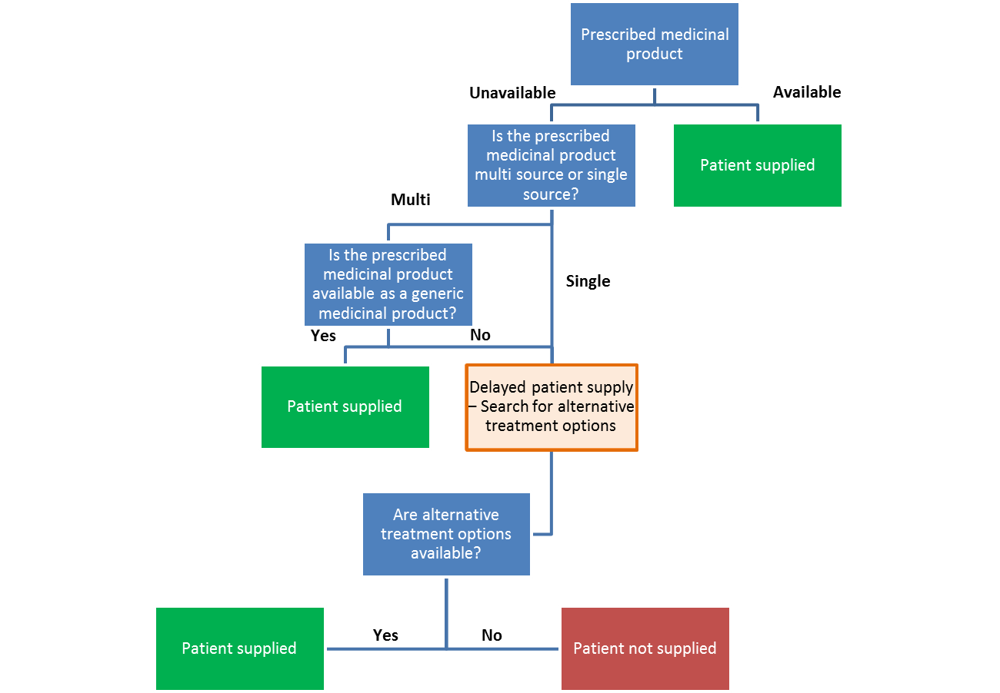 Prescribed medicinal
product
Unavailable
Available
Is the prescribed
medicinal product
multi source or single
source?
Patient supplied
Multi
Is the prescribed
medicinal product
available as a generic
medicinal product?
Single
Yes
No
Patient supplied
Delayed patient supply
– Search for alternative
treatment options
Are alternative
treatment options
available?
Patient supplied
Yes
No
Patient not supplied